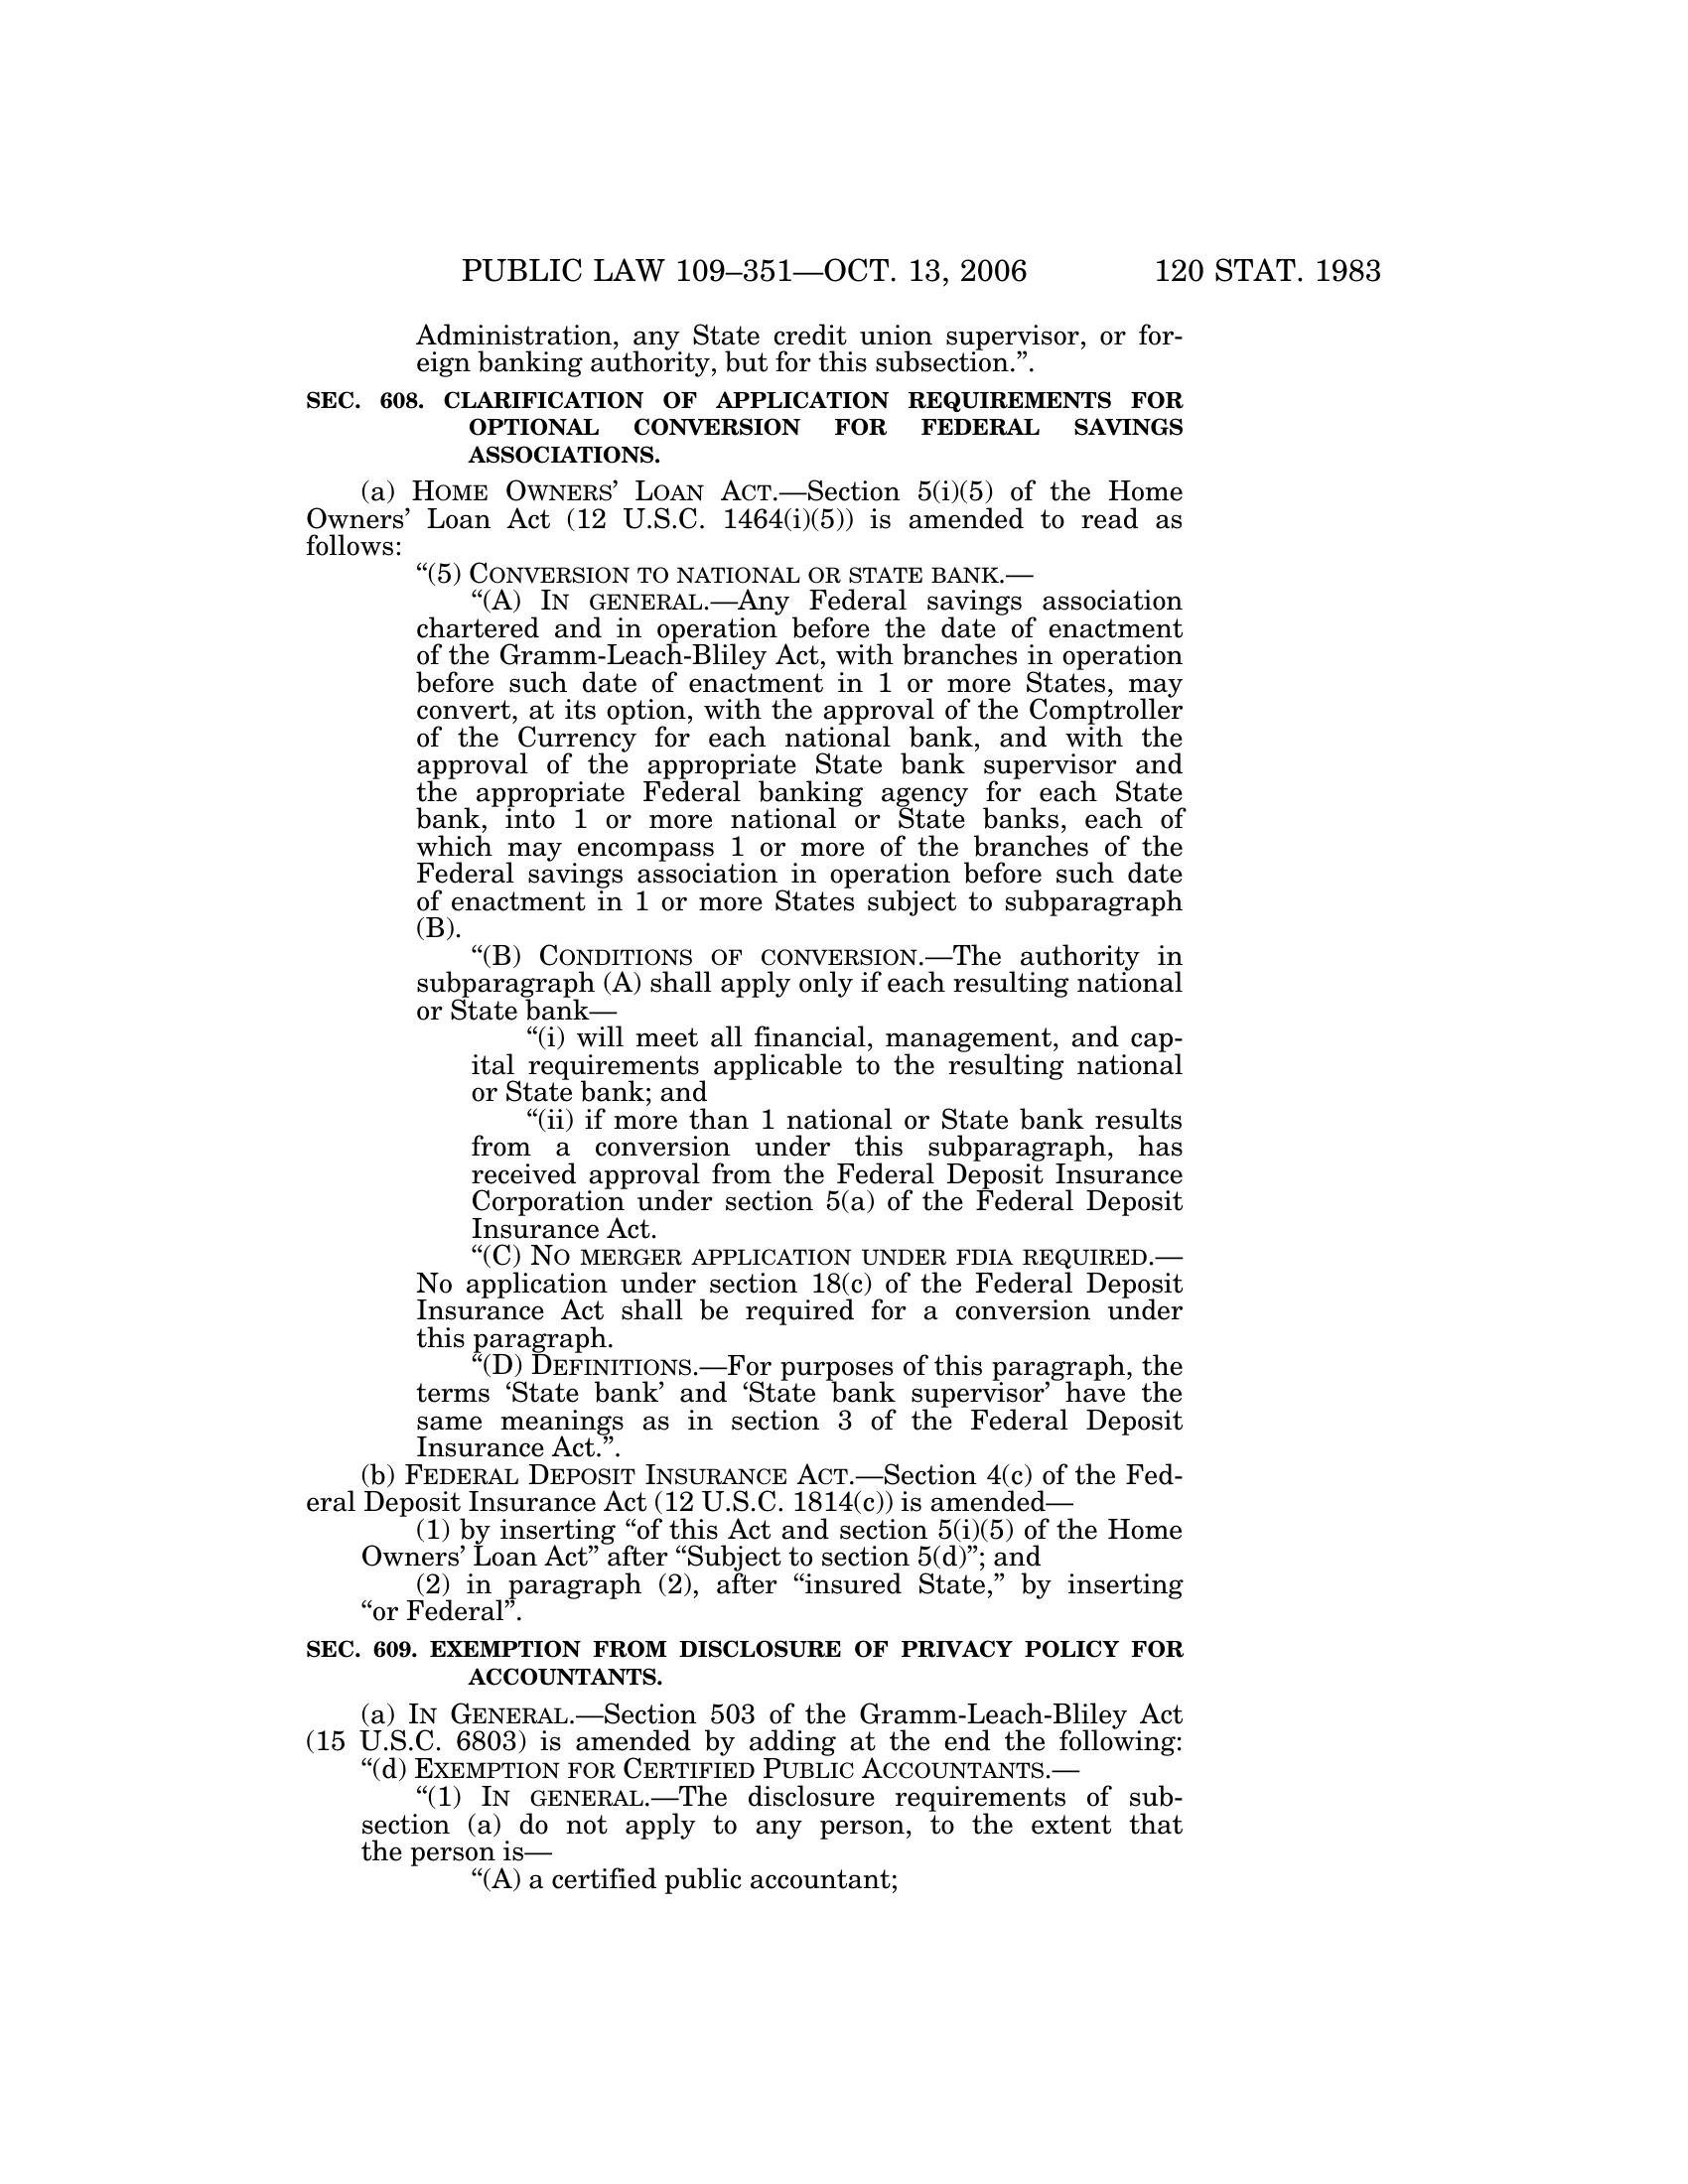 PUBLIC LAW 109–351—OCT. 13, 2006 120 STAT. 1983
Administration, any State credit union supervisor, or for-
eign banking authority, but for this subsection.”.
SEC. 608. CLARIFICATION OF APPLICATION REQUIREMENTS FOR
OPTIONAL CONVERSION FOR FEDERAL SAVINGS
ASSOCIATIONS.
(a) HOME OWNERS’ LOAN ACT.—Section 5(i)(5) of the Home
Owners’ Loan Act (12 U.S.C. 1464(i)(5)) is amended to read as
follows:
“(5) CONVERSION TO NATIONAL OR STATE BANK.—
“(A) IN GENERAL.—Any Federal savings association
chartered and in operation before the date of enactment
of the Gramm-Leach-Bliley Act, with branches in operation
before such date of enactment in 1 or more States, may
convert, at its option, with the approval of the Comptroller
of the Currency for each national bank, and with the
approval of the appropriate State bank supervisor and
the appropriate Federal banking agency for each State
bank, into 1 or more national or State banks, each of
which may encompass 1 or more of the branches of the
Federal savings association in operation before such date
of enactment in 1 or more States subject to subparagraph
(B).
“(B) CONDITIONS OF CONVERSION.—The authority in
subparagraph (A) shall apply only if each resulting national
or State bank—
“(i) will meet all financial, management, and cap-
ital requirements applicable to the resulting national
or State bank; and
“(ii) if more than 1 national or State bank results
from a conversion under this subparagraph, has
received approval from the Federal Deposit Insurance
Corporation under section 5(a) of the Federal Deposit
Insurance Act.
“(C) NO MERGER APPLICATION UNDER FDIA REQUIRED.—
No application under section 18(c) of the Federal Deposit
Insurance Act shall be required for a conversion under
this paragraph.
“(D) DEFINITIONS.—For purposes of this paragraph, the
terms ‘State bank’ and ‘State bank supervisor’ have the
same meanings as in section 3 of the Federal Deposit
Insurance Act.”.
(b) FEDERAL DEPOSIT INSURANCE ACT.—Section 4(c) of the Fed-
eral Deposit Insurance Act (12 U.S.C. 1814(c)) is amended—
(1) by inserting “of this Act and section 5(i)(5) of the Home
Owners’ Loan Act” after “Subject to section 5(d)”; and
(2) in paragraph (2), after “insured State,” by inserting
“or Federal”.
SEC. 609. EXEMPTION FROM DISCLOSURE OF PRIVACY POLICY FOR
ACCOUNTANTS.
(a) IN GENERAL.—Section 503 of the Gramm-Leach-Bliley Act
(15 U.S.C. 6803) is amended by adding at the end the following:
“(d) EXEMPTION FOR CERTIFIED PUBLIC ACCOUNTANTS.—
“(1) IN GENERAL.—The disclosure requirements of sub-
section (a) do not apply to any person, to the extent that
the person is—
“(A) a certified public accountant;